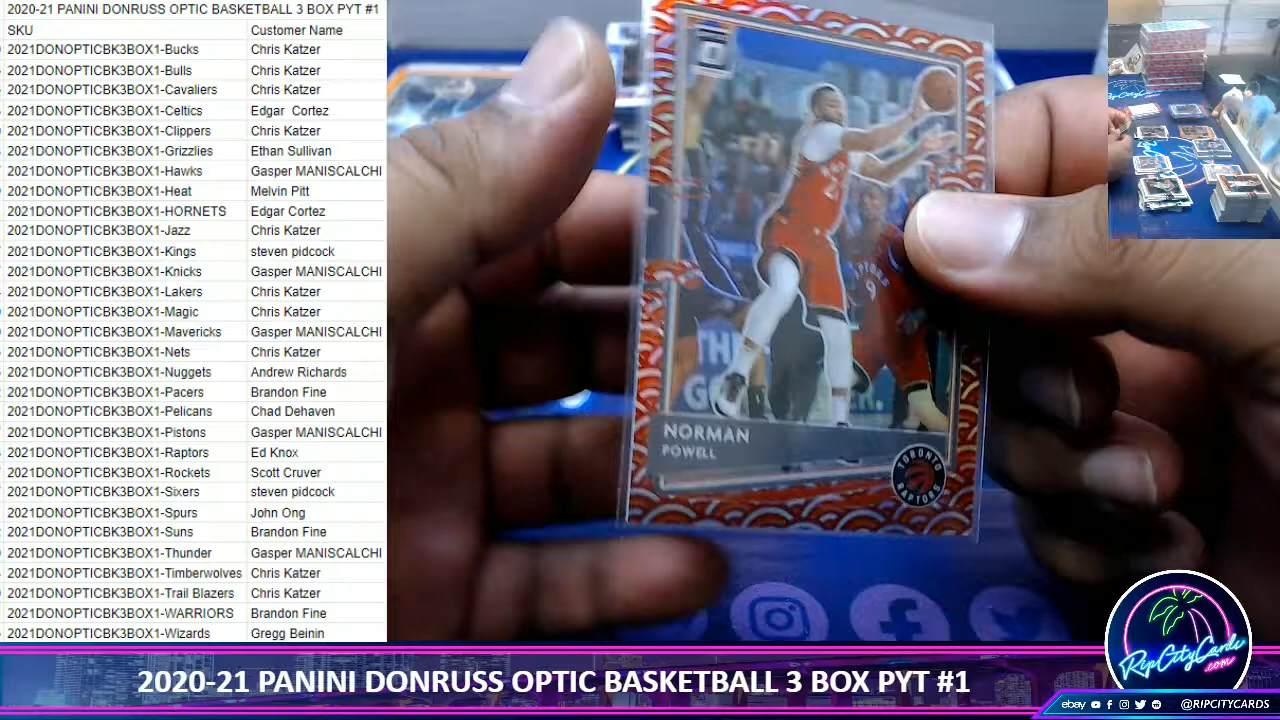 2020-21 PANINI DONRUSS OPTIC BASKETBALL 3 BOX PYT #1
SKU Customer Name
2021DONOPTICBK3BOX1-Bucks Chris Katzer
2021DONOPTICBK3BOX1-Bulls Chris Katzer
2021DONOPTICBK3BOX1-Cavaliers Chris Katzer
2021DONOPTICBK3BOX1-Celtics Edgar Cortez
2021DONOPTICBK3BOX1-Clippers Chris Katzer
2021DONOPTICBK3BOX1-Grizzlies Ethan Sullivan
2021DONOPTICBK3BOX1-Hawks Gasper MANISCALCHI
2021DONOPTICBK3BOX1-Heat Melvin Pitt
2021DONOPTICBK3BOX1-HORNETS Edgar Cortez
2021DONOPTICBK3BOX1-Jazz Chris Katzer
2021DONOPTICBK3BOX1-Kings steven pidcock
2021DONOPTICBK3BOX1-Knicks Gasper MANISCALCHI
2021DONOPTICBK3BOX1-Lakers Chris Katzer
2021DONOPTICBK3BOX1-Magic Chris Katzer
2021DONOPTICBK3BOX1-Mavericks Gasper MANISCALCHI
2021DONOPTICBK3BOX1-Nets Chris Katzer
2021DONOPTICBK3BOX1-Nuggets Andrew Richards
2021DONOPTICBK3BOX1-Pacers Brandon Fine
2021DONOPTICBK3BOX1-Pelicans Chad Dehaven
2021DONOPTICBK3BOX1-Pistons Gasper MANISCALCHI
2021DONOPTICBK3BOX1-Raptors Ed Knox
2021DONOPTICBK3BOX1-Rockets Scott Cruver
2021DONOPTICBK3BOX1-Sixers steven pidcock
2021DONOPTICBK3BOX1-Spurs John Ong
2021DONOPTICBK3BOX1-Suns Brandon Fine
2021DONOPTICBK3BOX1-Thunder Gasper MANISCALCHI
2021DONOPTICBK3BOX1-Timberwolves Chris Katzer
2021DONOPTICBK3BOX1-Trail Blazers Chris Katzer
2021DONOPTICBK3BOX1-WARRIORS Brandon Fine
2021DONOPTICBK3BOX1-Wizards Gregg Beinin
9
THE
NORMAN
POWELL
TORONTO
RAPTORS
RipCityCards
.com
2020-21 PANINI DONRUSS OPTIC BASKETBALL 3 BOX PYT #1
ebay @RIPCITYCARDS